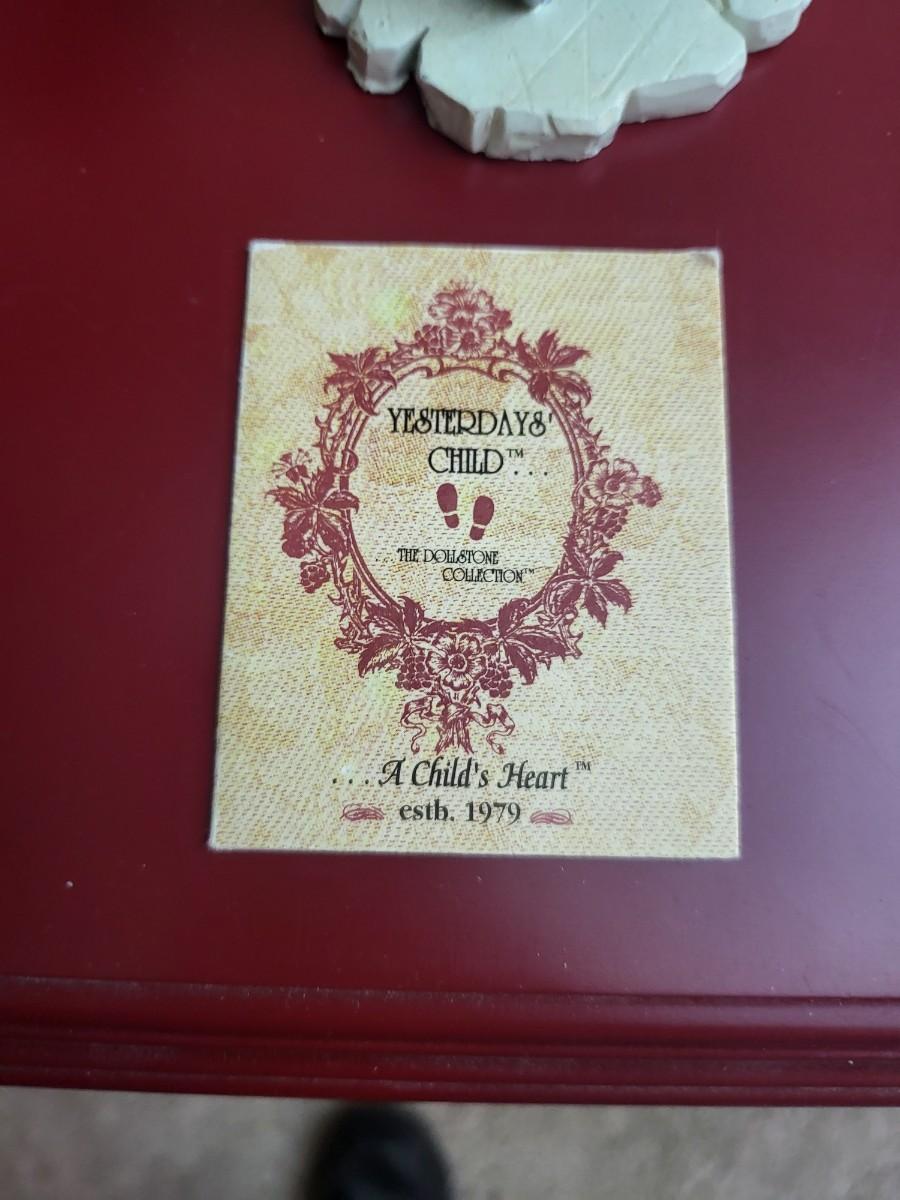 YESTERDAYS'
CHILD™...
...THE DOLLSTONE
COLLECTION™
...A Child's Heart™
estb. 1979